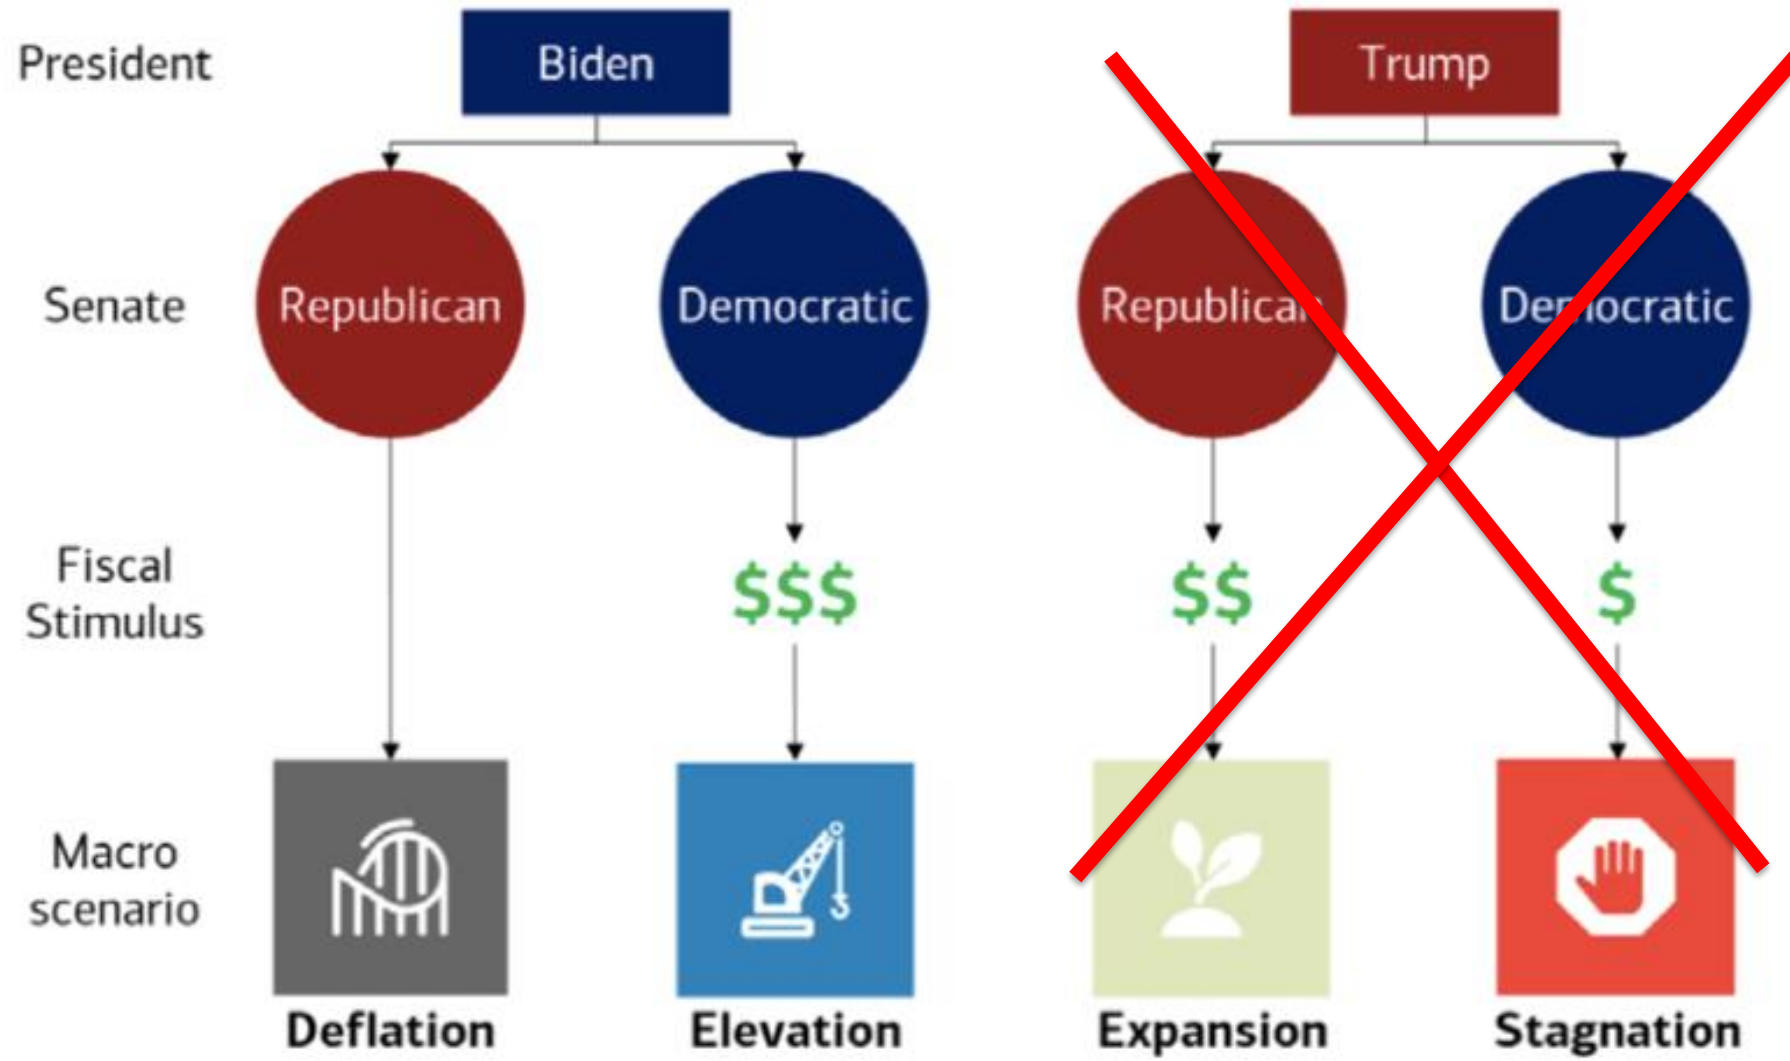 President
Biden
Trump
Senate
Republican
Democratic
Republican
Democratic
Fiscal
Stimulus
$$$
$$
$
Macro
scenario
Deflation
Elevation
Expansion
Stagnation